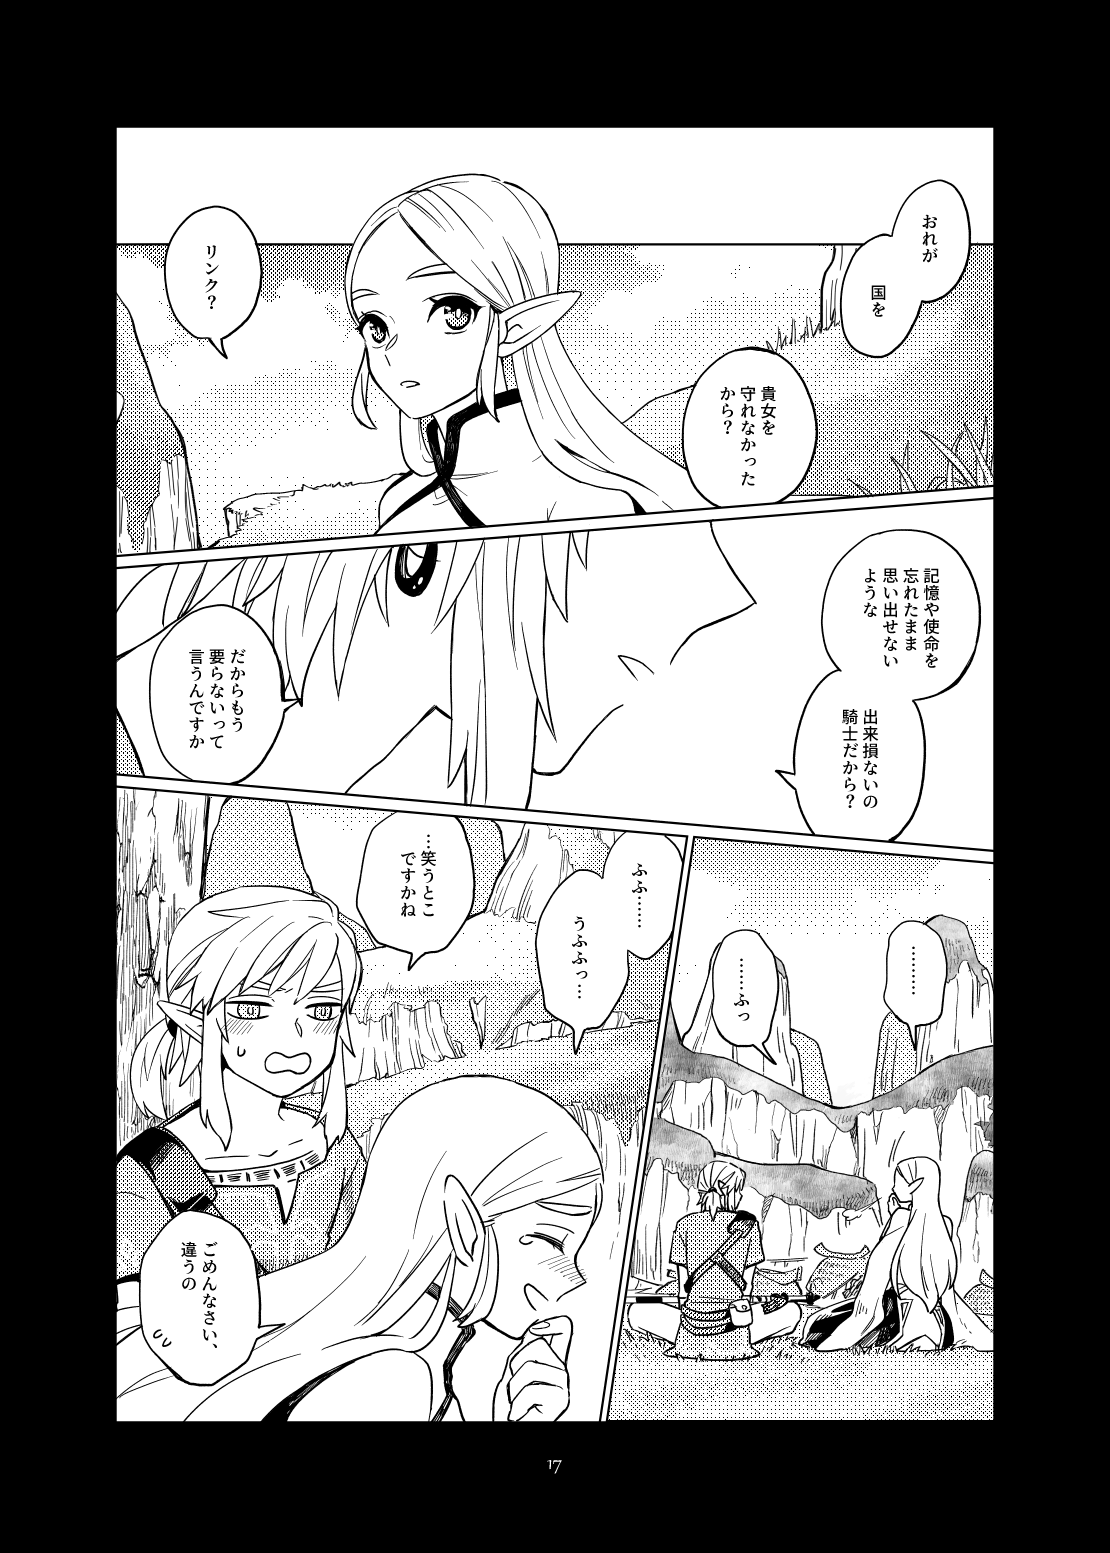 おれが
国を
貴女を
守れなかった
から?
リンク?
記憶や使命を
忘れたまま
思い出せない
ような
出来損ないの
騎士だから?
だからもう
要らないって
言うんですか
………
……ふっ
ふふ……
うふふっ…
…笑うとこ
ですかね
ごめんなさい、
違うの
17